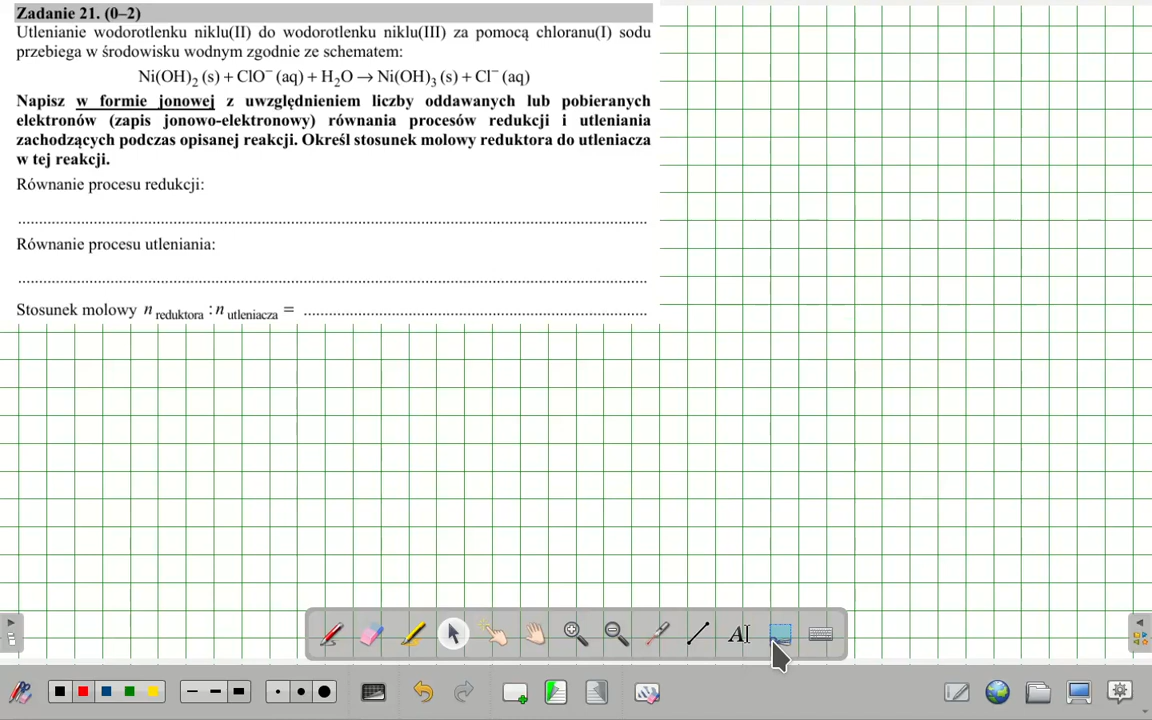 Zadanie 21. (0–2)
Utlenianie wodorotlenku niklu(II) do wodorotlenku niklu(III) za pomocą chloranu(I) sodu
przebiega w środowisku wodnym zgodnie ze schematem:
Ni(OH)₂ (s) + ClO⁻ (aq) + H₂O → Ni(OH)₃ (s) + Cl⁻ (aq)
Napisz w formie jonowej z uwzględnieniem liczby oddawanych lub pobieranych
elektronów (zapis jonowo-elektronowy) równania procesów redukcji i utleniania
zachodzących podczas opisanej reakcji. Określ stosunek molowy reduktora do utleniacza
w tej reakcji.
Równanie procesu redukcji:
Równanie procesu utleniania:
Stosunek molowy n reduktora : n utleniacza =
AI